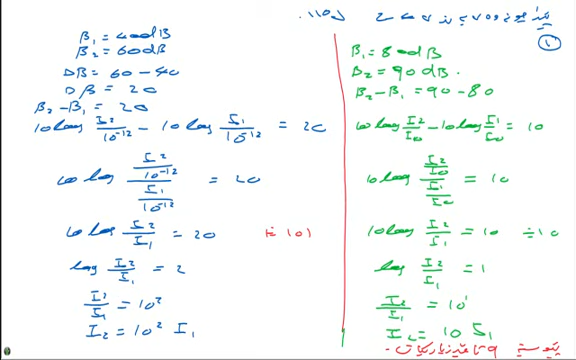 β₁ = 40 dB
β₂ = 60 dB
Δβ = 60 - 40
Δβ = 20
β₂ - β₁ = 20
10 log I₂/10⁻¹² - 10 log I₁/10⁻¹² = 20
10 log (I₂/10⁻¹²)/(I₁/10⁻¹²) = 20
10 log I₂/I₁ = 20 (÷ 10)
log I₂/I₁ = 2
I₂/I₁ = 10²
I₂ = 10² I₁
①
β₁ = 80 dB
β₂ = 90 dB.
β₂ - β₁ = 90 - 80
10 log I₂/I₀ - 10 log I₁/I₀ = 10
10 log (I₂/I₀)/(I₁/I₀) = 10
10 log I₂/I₁ = 10 ÷10
log I₂/I₁ = 1
I₂/I₁ = 10¹
I₂ = 10 I₁